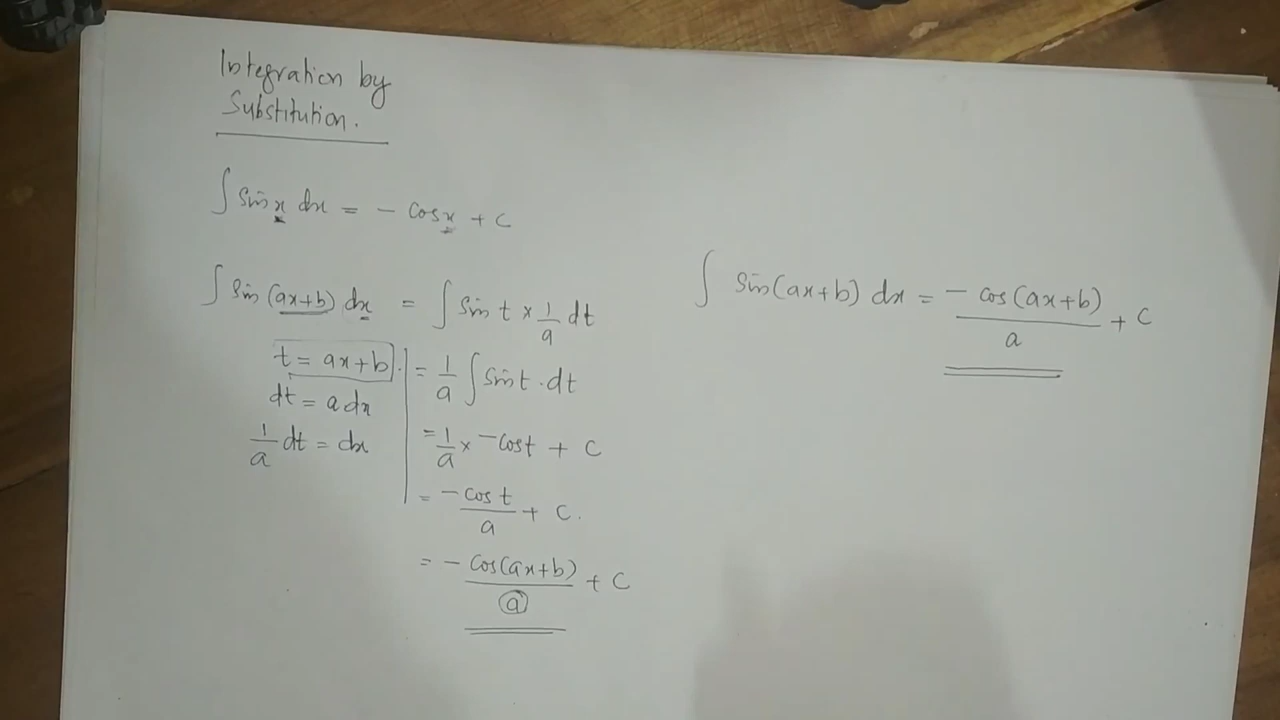 Integration by
Substitution.
∫ sin x dx = - cos x + c
∫ sin (ax+b) dx = ∫ sin t × 1/a dt
t = ax+b.
= 1/a ∫ sin t . dt
dt = a dx
1/a dt = dx
= 1/a × -cos t + c
= -cos t / a + c.
= - cos(ax+b) / a + c
∫ sin(ax+b) dx = - cos(ax+b) / a + c